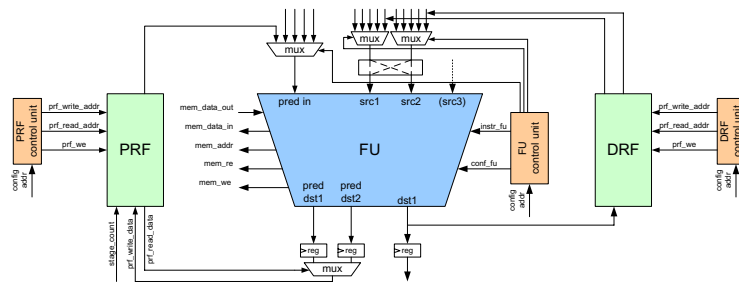 mux
mux
mux
pred in
src1
src2
(src3)
mem_data_out
mem_data_in
mem_addr
mem_re
mem_we
FU
instr_fu
conf_fu
FU
control unit
config
addr
PRF
control unit
config
addr
prf_write_addr
prf_read_addr
prf_we
PRF
DRF
prf_write_addr
prf_read_addr
prf_we
DRF
control unit
config
addr
pred
dst1
pred
dst2
dst1
stage_count
prf_write_data
prf_read_data
reg
reg
reg
mux